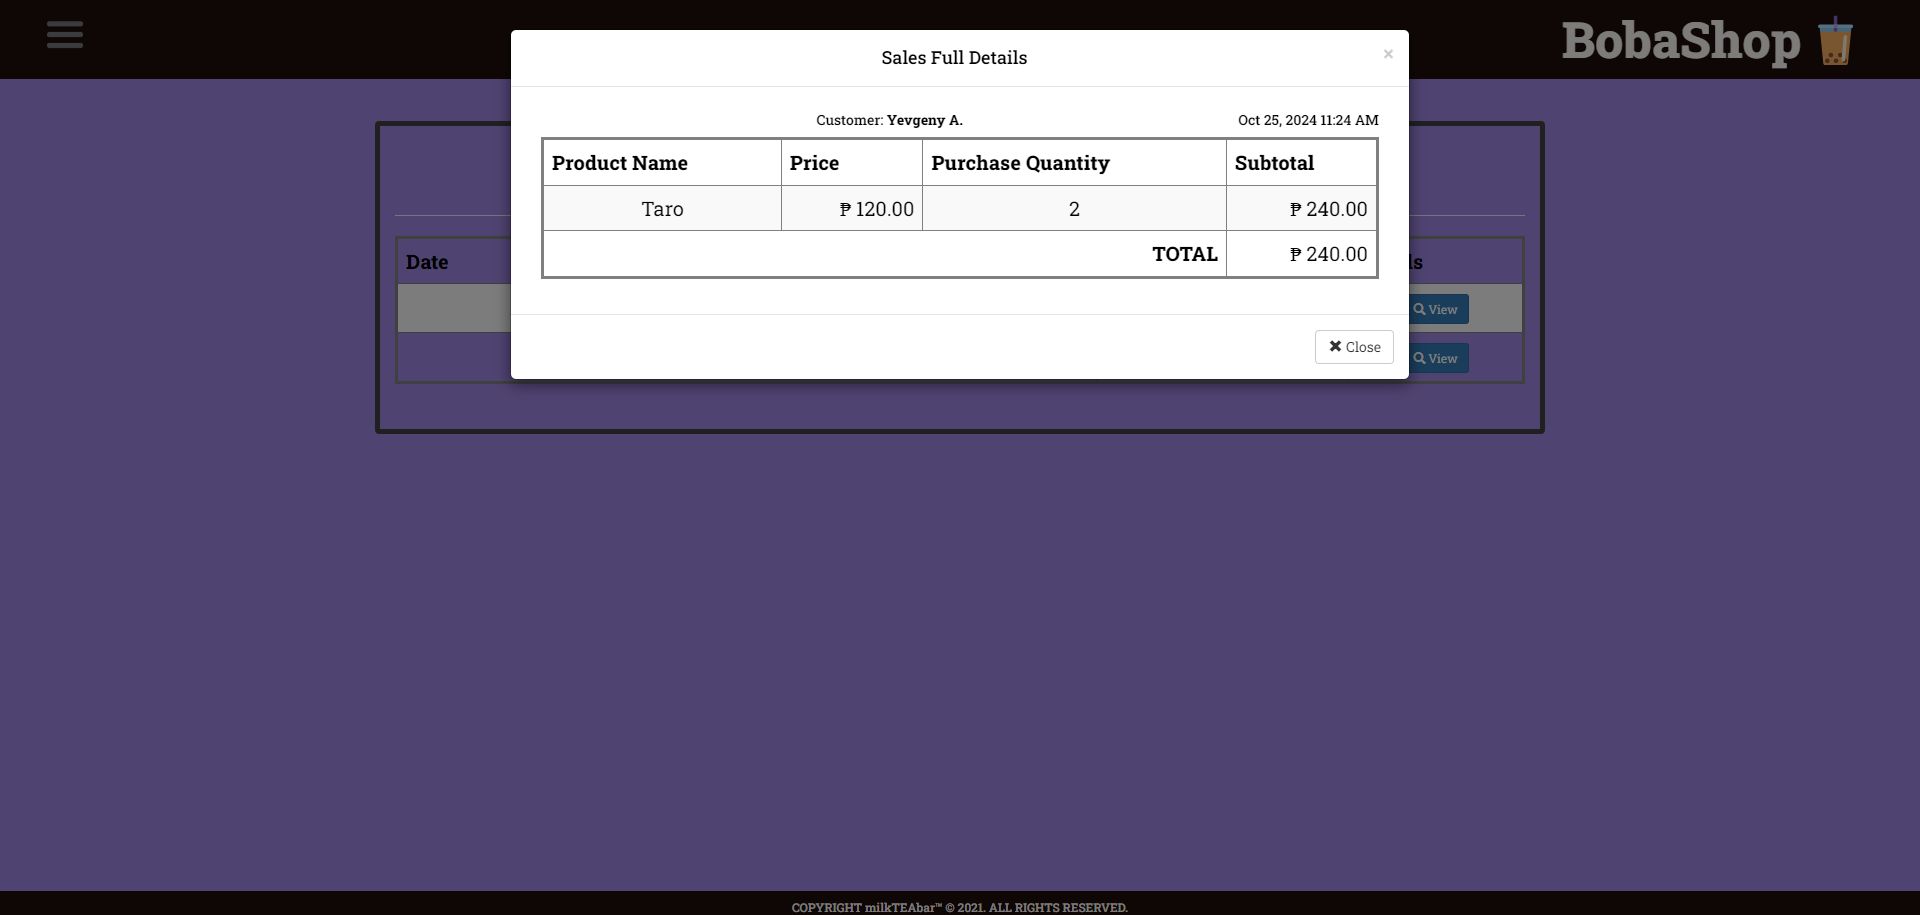 BobaShop
Sales Full Details ×
Customer: Yevgeny A. Oct 25, 2024 11:24 AM
Product Name Price Purchase Quantity Subtotal
Taro ₱ 120.00 2 ₱ 240.00
TOTAL ₱ 240.00
Date ls
View
Close
View
COPYRIGHT milkTEAbar™ © 2021. ALL RIGHTS RESERVED.